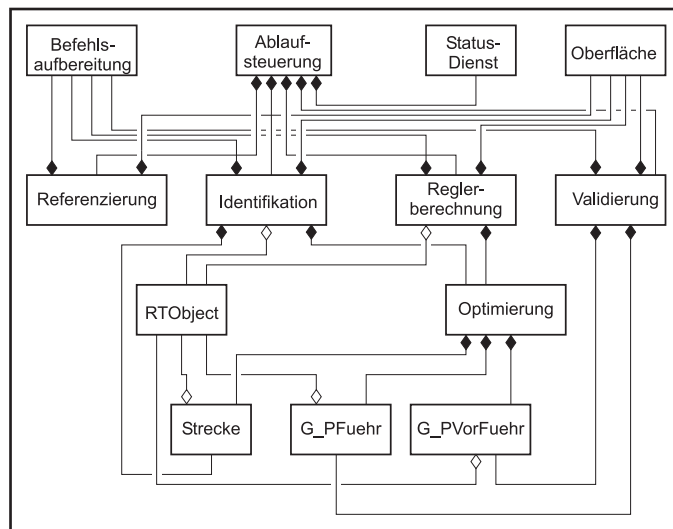 Befehls-
aufbereitung
Ablauf-
steuerung
Status-
Dienst
Oberfläche
Referenzierung
Identifikation
Regler-
berechnung
Validierung
RTObject
Optimierung
Strecke
G_PFuehr
G_PVorFuehr